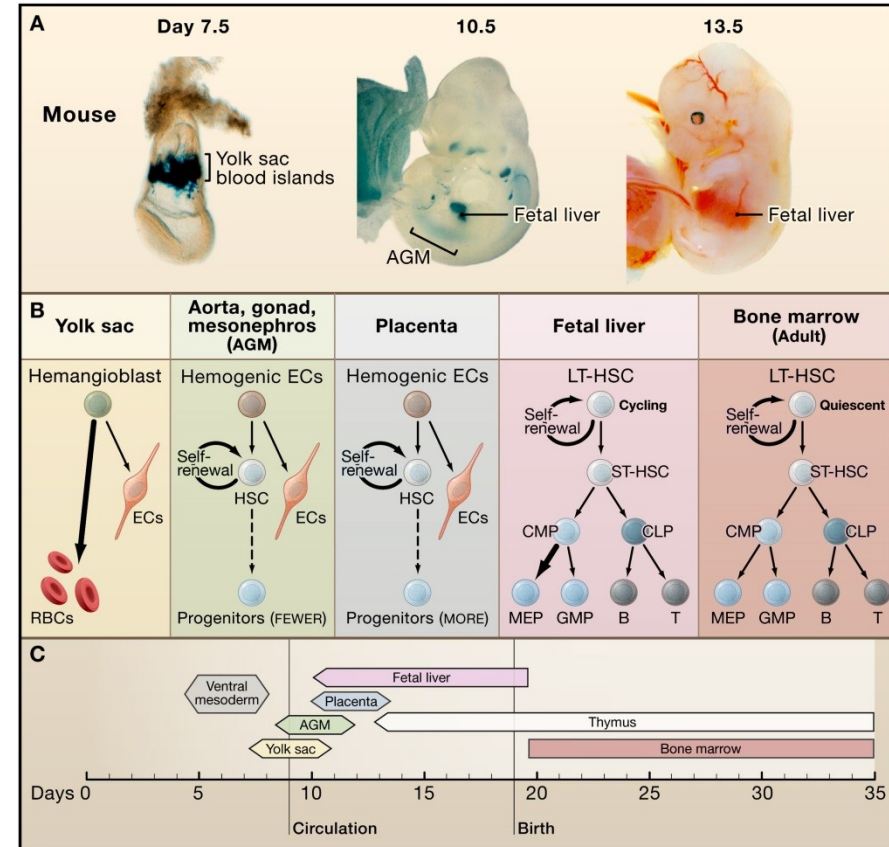 A
Day 7.5
10.5
13.5
Mouse
Yolk sac
blood islands
Fetal liver
AGM
Fetal liver
B
Yolk sac
Aorta, gonad,
mesonephros
(AGM)
Placenta
Fetal liver
Bone marrow
(Adult)
Hemangioblast
ECs
RBCs
Hemogenic ECs
Self-
renewal
HSC
ECs
Progenitors (FEWER)
Hemogenic ECs
Self-
renewal
HSC
ECs
Progenitors (MORE)
LT-HSC
Cycling
Self-
renewal
ST-HSC
CMP
CLP
MEP
GMP
B
T
LT-HSC
Quiescent
Self-
renewal
ST-HSC
CMP
CLP
MEP
GMP
B
T
C
Ventral
mesoderm
Fetal liver
Placenta
AGM
Thymus
Yolk sac
Bone marrow
Days 0 5 10 15 20 25 30 35
Circulation
Birth